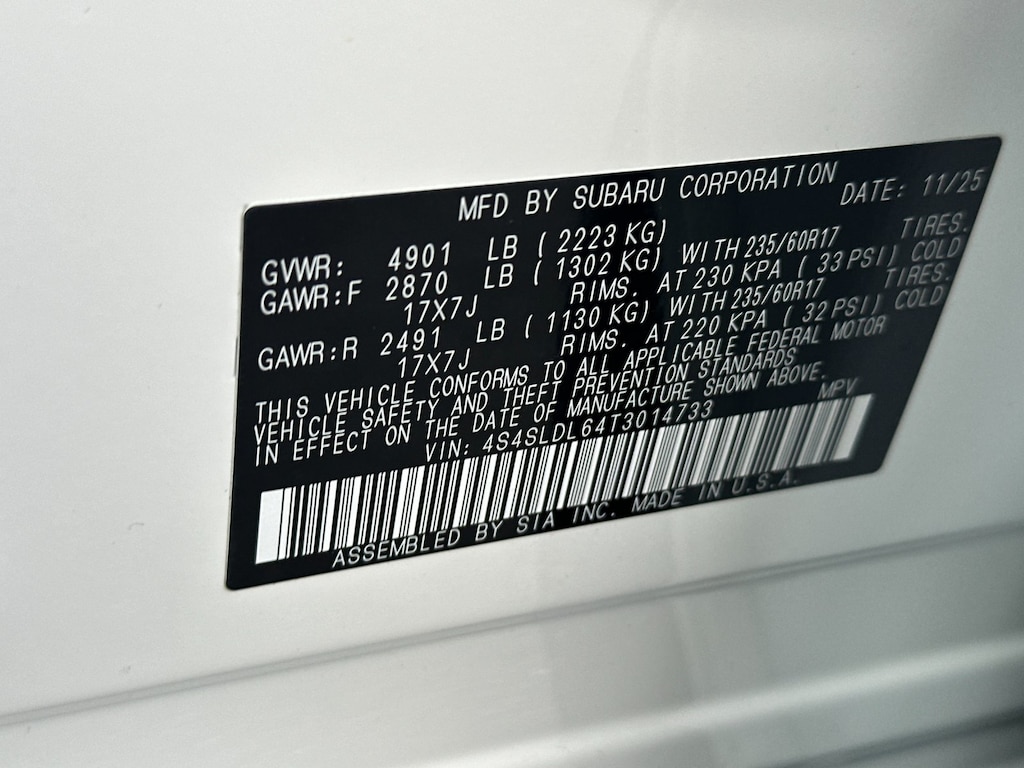 MFD BY SUBARU CORPORATION DATE: 11/25
GVWR: 4901 LB ( 2223 KG)
GAWR:F 2870 LB ( 1302 KG) WITH 235/60R17 TIRES.
17X7J RIMS. AT 230 KPA ( 33 PSI) COLD
GAWR:R 2491 LB ( 1130 KG) WITH 235/60R17 TIRES.
17X7J RIMS. AT 220 KPA ( 32 PSI) COLD
THIS VEHICLE CONFORMS TO ALL APPLICABLE FEDERAL MOTOR
VEHICLE SAFETY AND THEFT PREVENTION STANDARDS
IN EFFECT ON THE DATE OF MANUFACTURE SHOWN ABOVE.
VIN: 4S4SLDL64T3014733 MPV
ASSEMBLED BY SIA INC. MADE IN U.S.A.